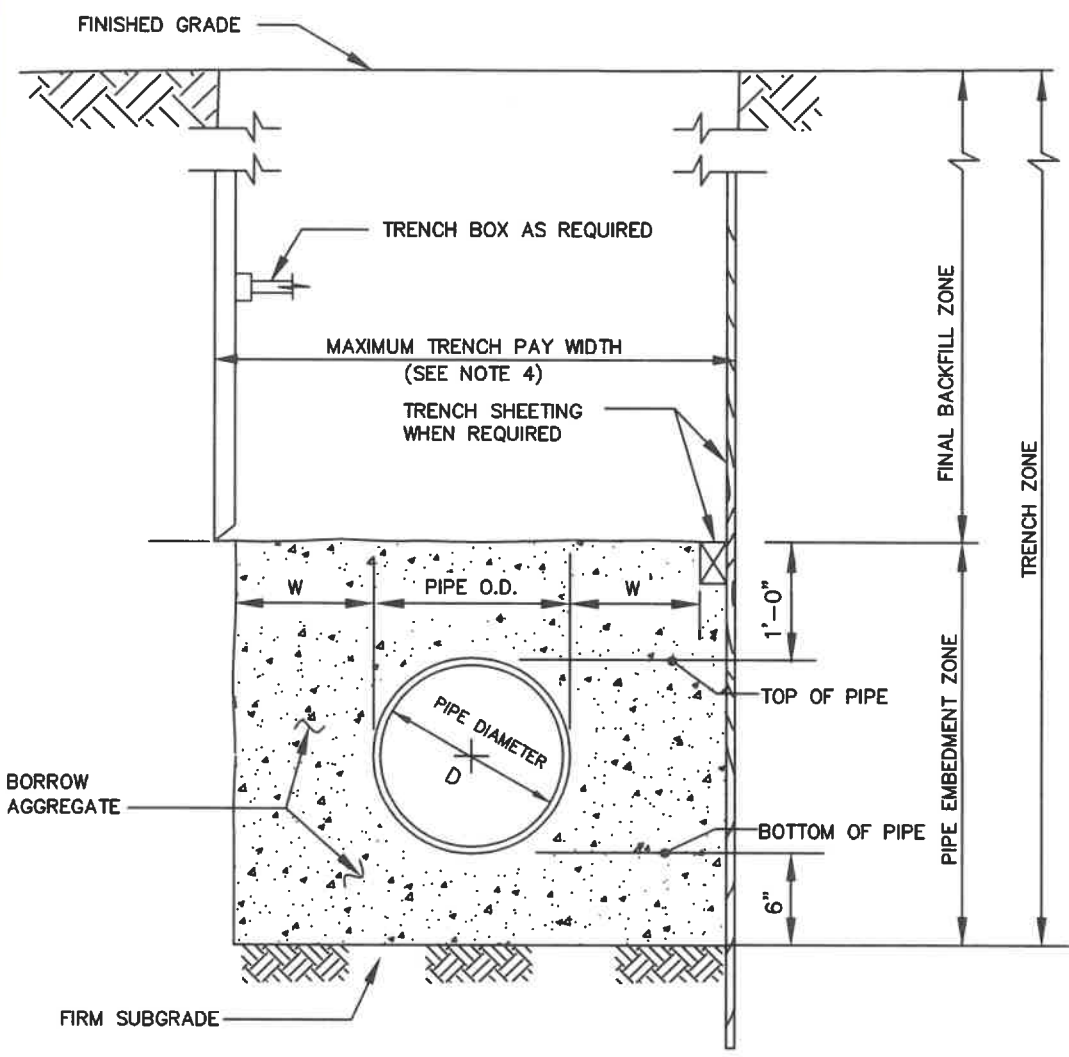 FINISHED GRADE
TRENCH BOX AS REQUIRED
MAXIMUM TRENCH PAY WIDTH
(SEE NOTE 4)
TRENCH SHEETING
WHEN REQUIRED
FINAL BACKFILL ZONE
TRENCH ZONE
W
PIPE O.D.
W
1'-0"
TOP OF PIPE
PIPE DIAMETER
D
BORROW
AGGREGATE
BOTTOM OF PIPE
PIPE EMBEDMENT ZONE
6"
FIRM SUBGRADE